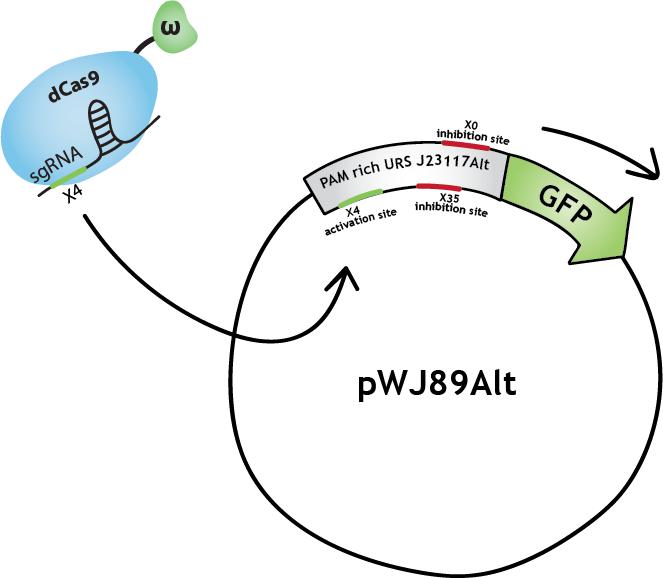 ω
dCas9
sgRNA
X4
X0
inhibition site
PAM rich URS J23117Alt
X4
activation site
X35
inhibition site
GFP
pWJ89Alt